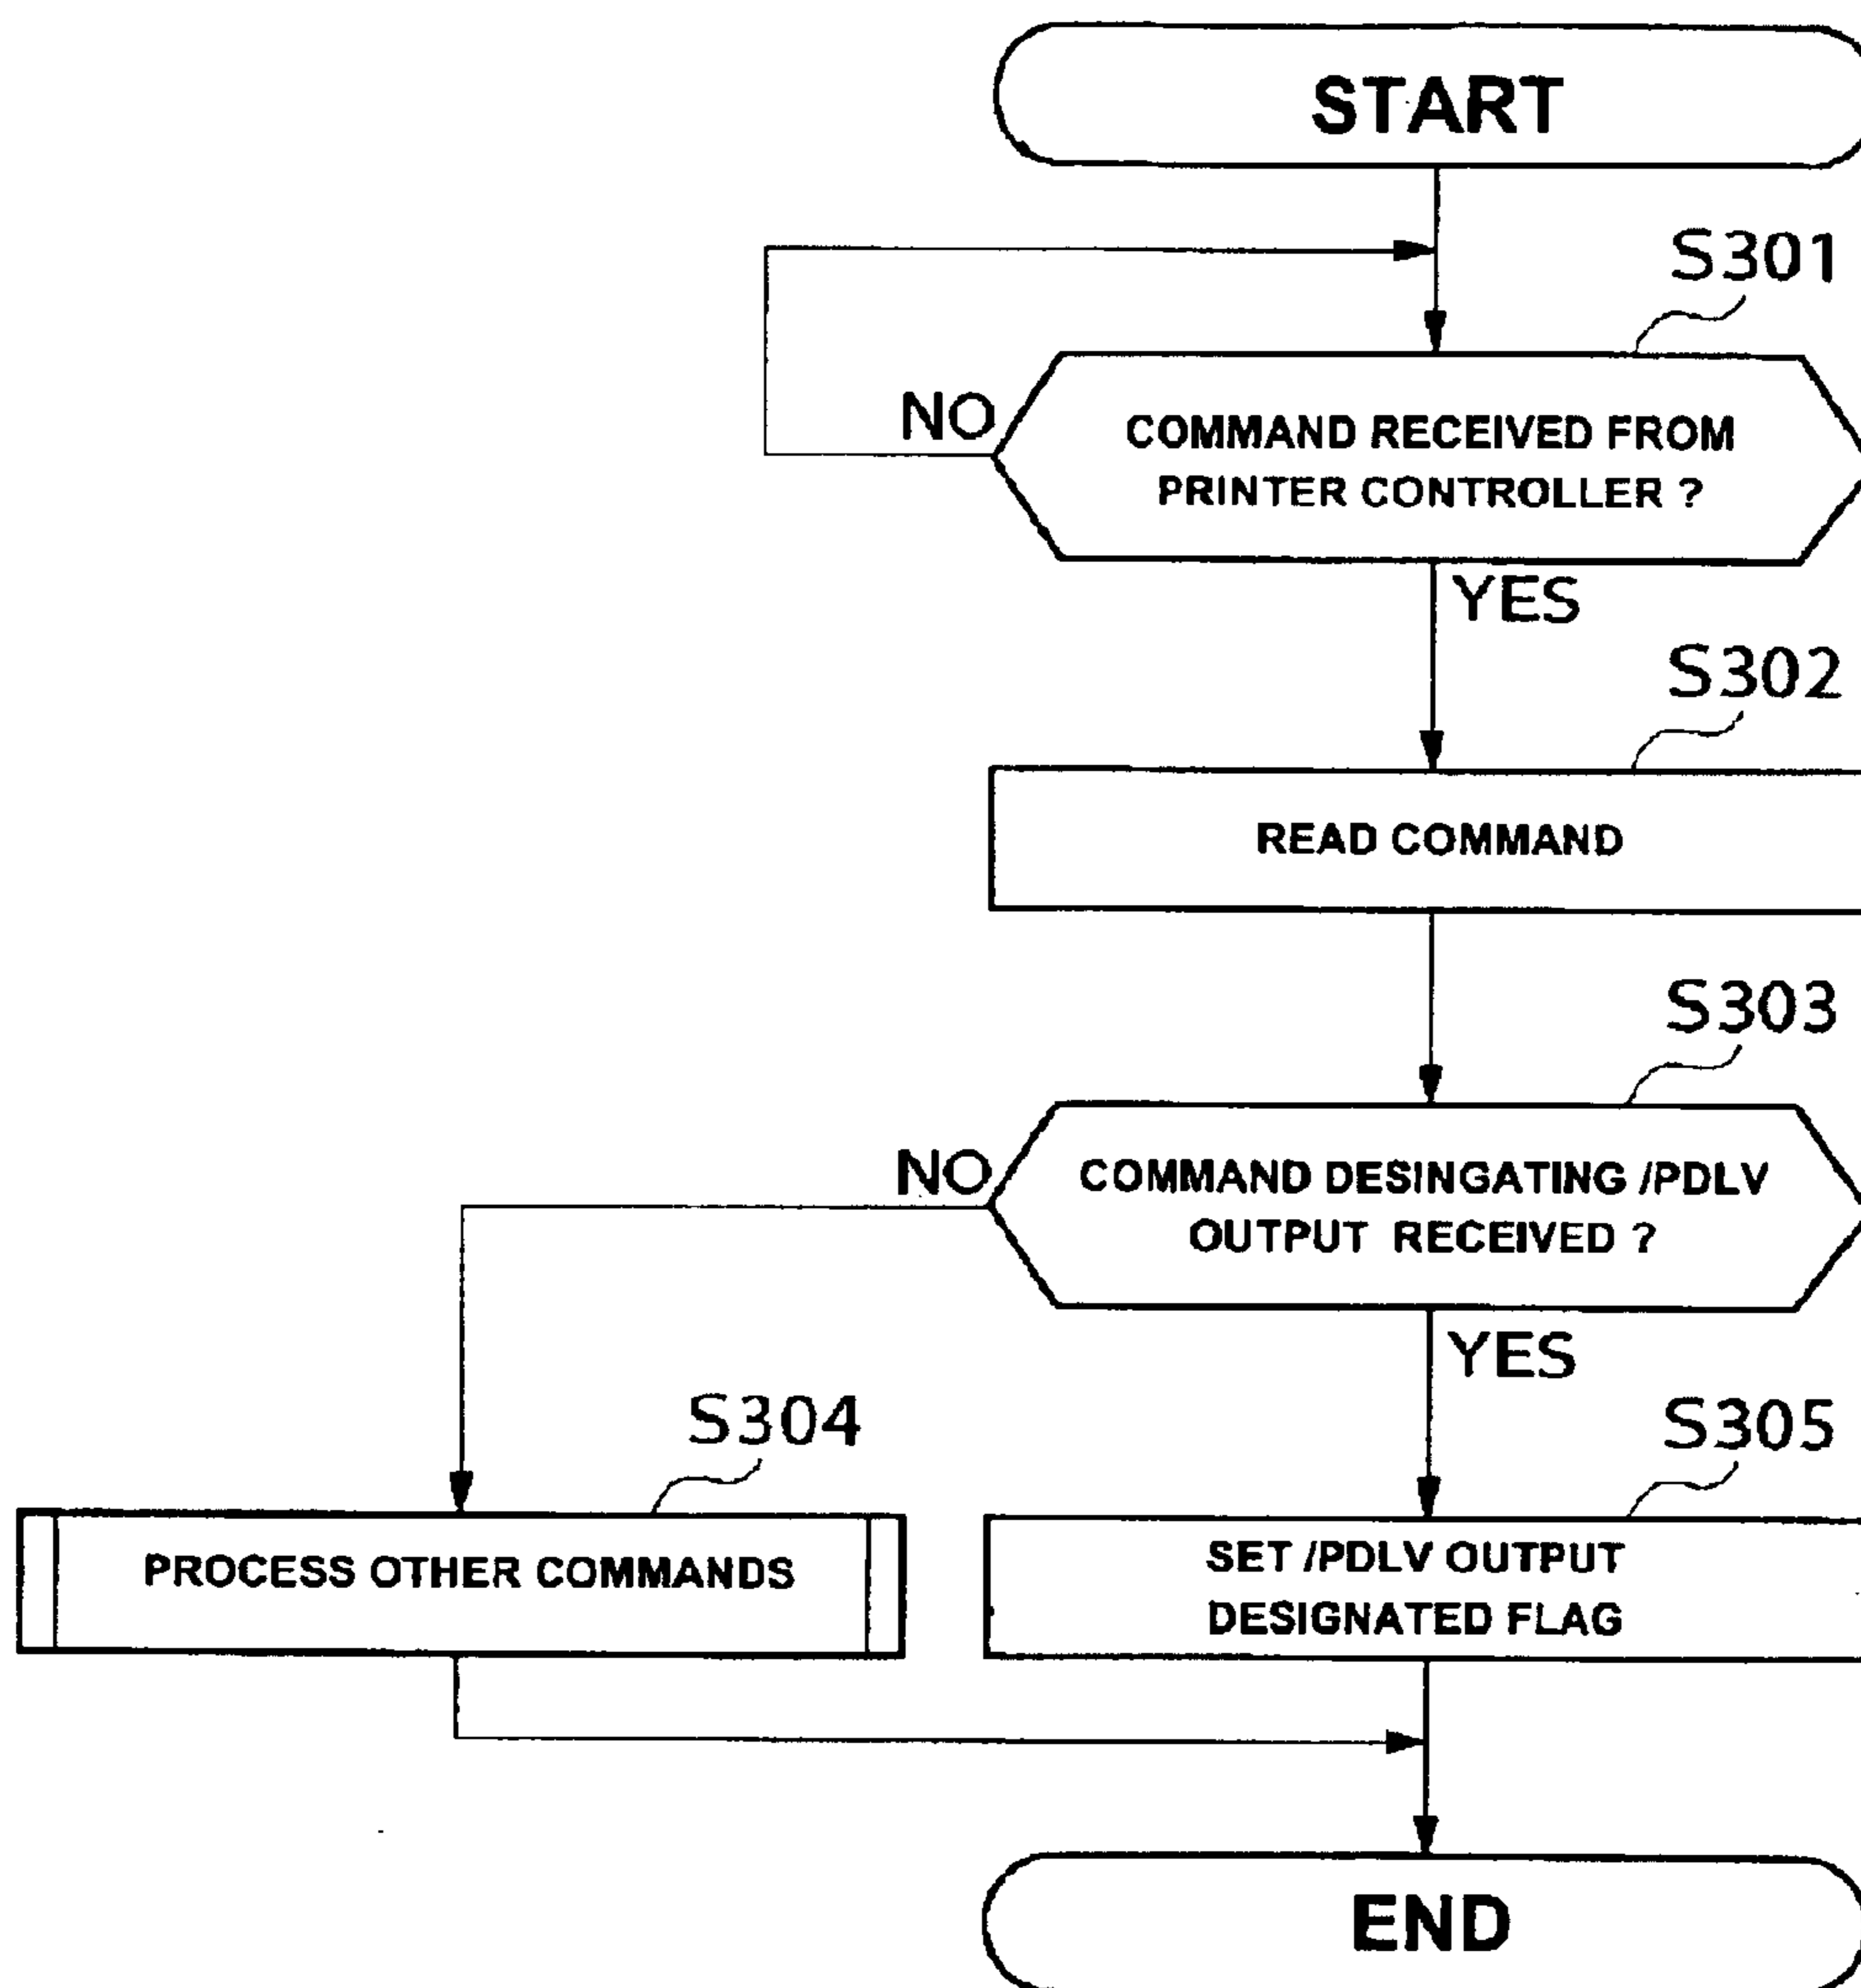 START
S301
NO
COMMAND RECEIVED FROM
PRINTER CONTROLLER ?
YES
S302
READ COMMAND
S303
NO
COMMAND DESINGATING /PDLV
OUTPUT RECEIVED ?
YES
S304
S305
PROCESS OTHER COMMANDS
SET /PDLV OUTPUT
DESIGNATED FLAG
END